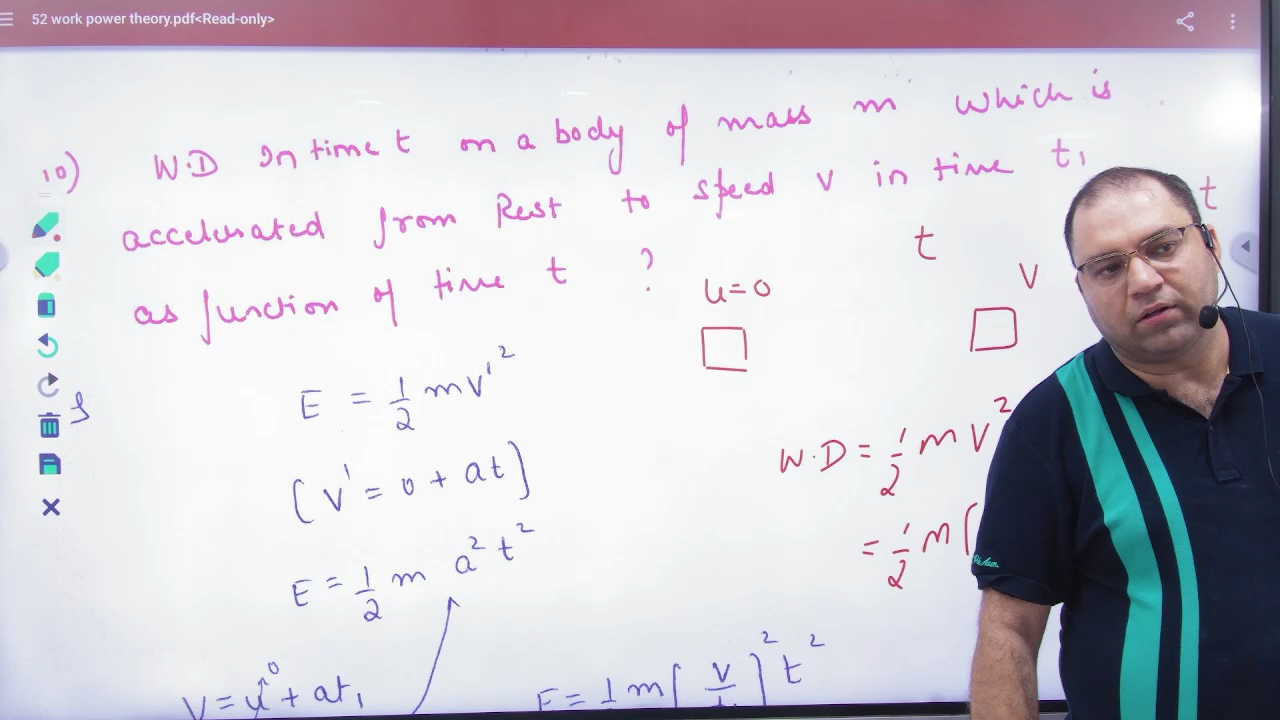 52 work power theory.pdf<Read-only>
10) W.D In time t on a body of mass m which is
accelerated from Rest to speed v in time t1
as function of time t ?
t
t
u=0
V
E = 1/2 mv'^2
(v' = 0 + at)
E = 1/2 m a^2 t^2
V = u^0 + at1
E = 1/2 m [ v/t ]^2 t^2
W.D = 1/2 m v^2
= 1/2 m (